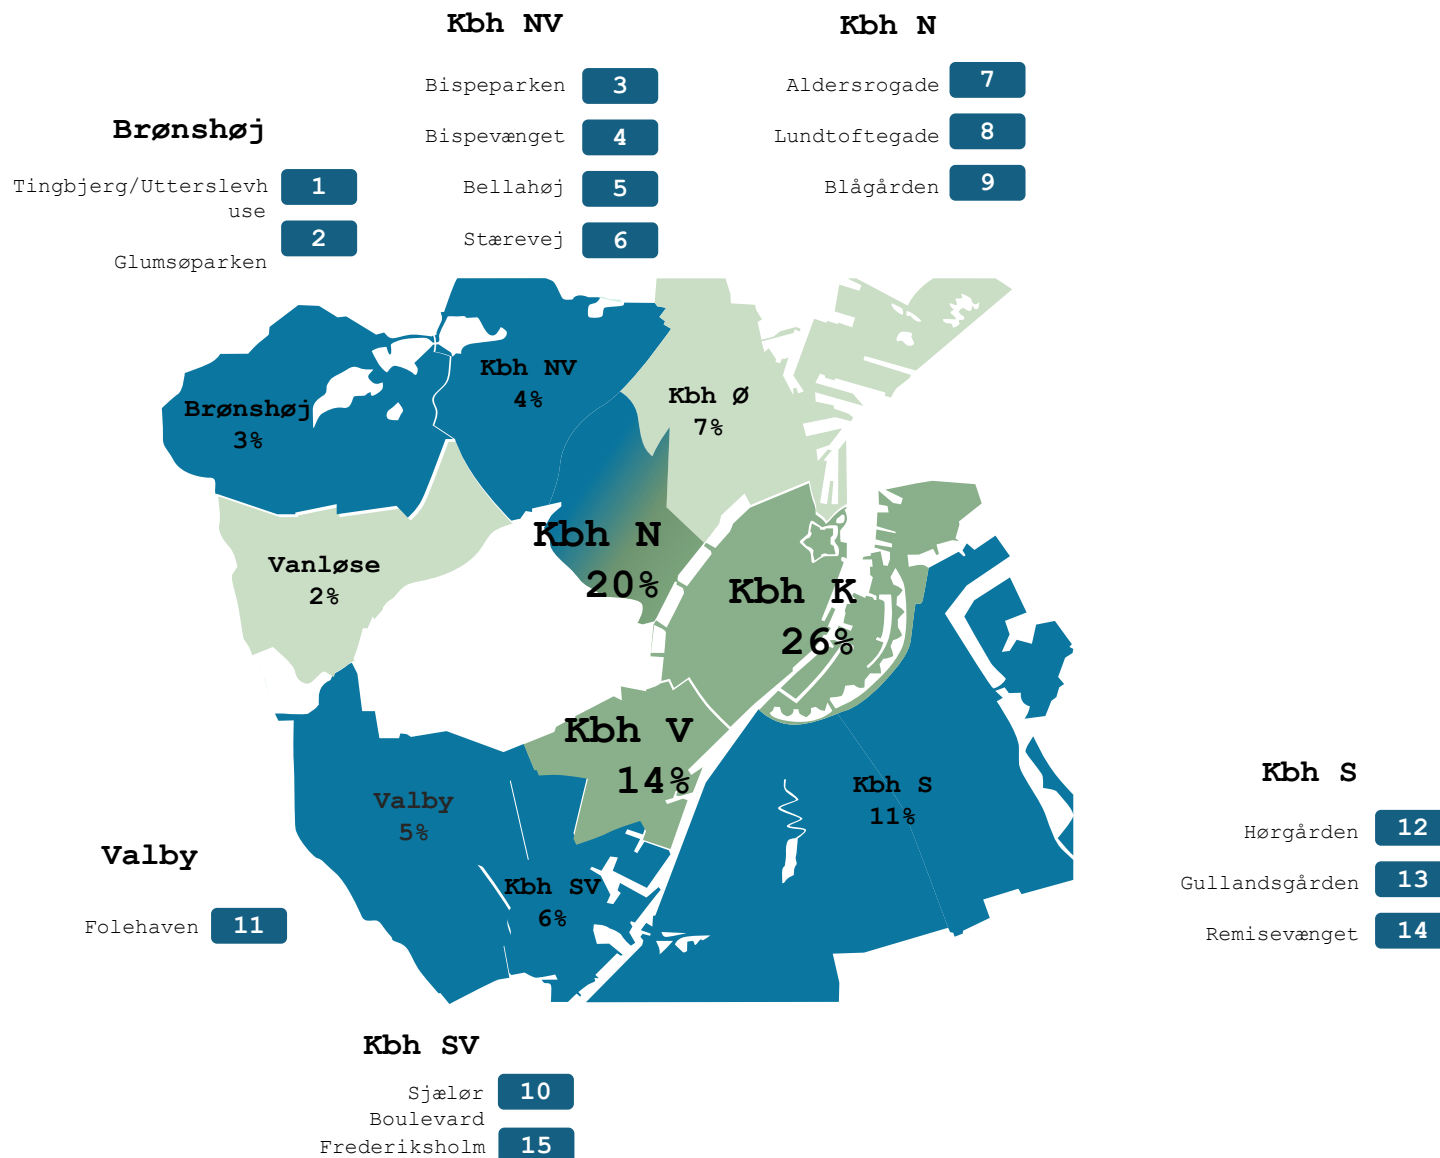 Kbh NV
Bispeparken 3
Bispevænget 4
Bellahøj 5
Stærevej 6
Kbh N
Aldersrogade 7
Lundtoftegade 8
Blågården 9
Brønshøj
Tingbjerg/Utterslevh 1
use
2
Glumsøparken
Kbh NV
4%
Brønshøj
3%
Kbh Ø
7%
Vanløse
2%
Kbh N
20%
Kbh K
26%
Kbh V
14%
Valby
5%
Kbh S
11%
Kbh SV
6%
Valby
Folehaven 11
Kbh S
Hørgården 12
Gullandsgården 13
Remisevænget 14
Kbh SV
Sjælør 10
Boulevard
Frederiksholm 15